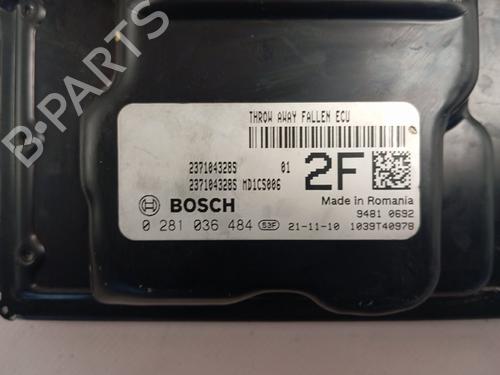 THROW AWAY FALLEN ECU
237104328S 01
237104328S MD1CS006
2F
BOSCH
Made in Romania
9481 0692
0 281 036 484 53F 21-11-10 1039T40978